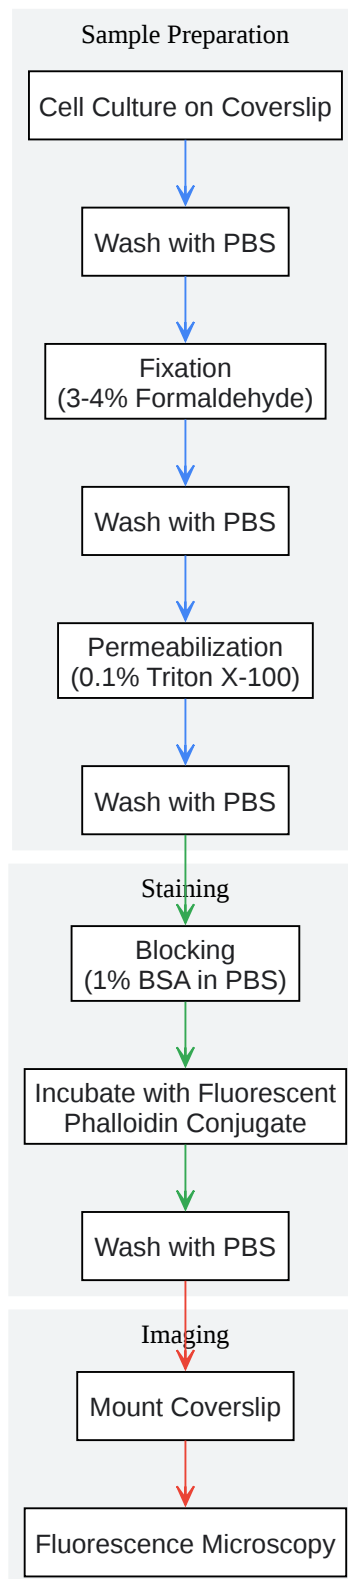 Sample Preparation
Cell Culture on Coverslip
Wash with PBS
Fixation
(3-4% Formaldehyde)
Wash with PBS
Permeabilization
(0.1% Triton X-100)
Wash with PBS
Staining
Blocking
(1% BSA in PBS)
Incubate with Fluorescent
Phalloidin Conjugate
Wash with PBS
Imaging
Mount Coverslip
Fluorescence Microscopy